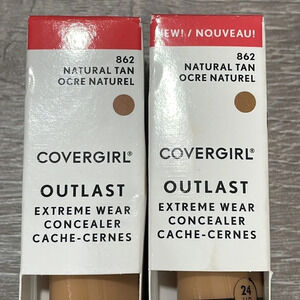 862
NATURAL TAN
OCRE NATUREL
COVERGIRL®
OUTLAST
EXTREME WEAR
CONCEALER
CACHE-CERNES
NEW! / NOUVEAU!
862
NATURAL TAN
OCRE NATUREL
COVERGIRL®
OUTLAST
EXTREME WEAR
CONCEALER
CACHE-CERNES
24